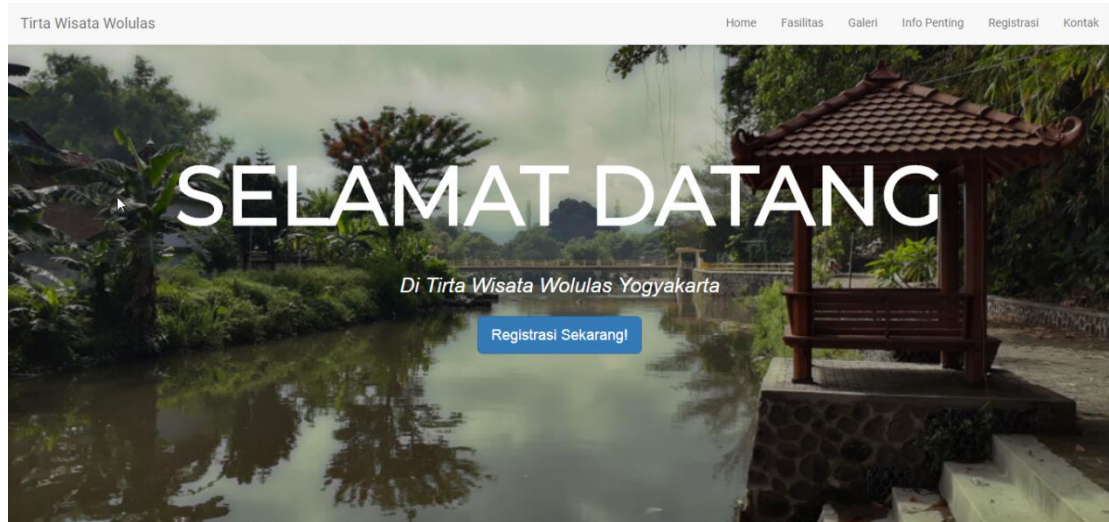 Tirta Wisata Wolulas
Home Fasilitas Galeri Info Penting Registrasi Kontak
SELAMAT DATANG
Di Tirta Wisata Wolulas Yogyakarta
Registrasi Sekarang!